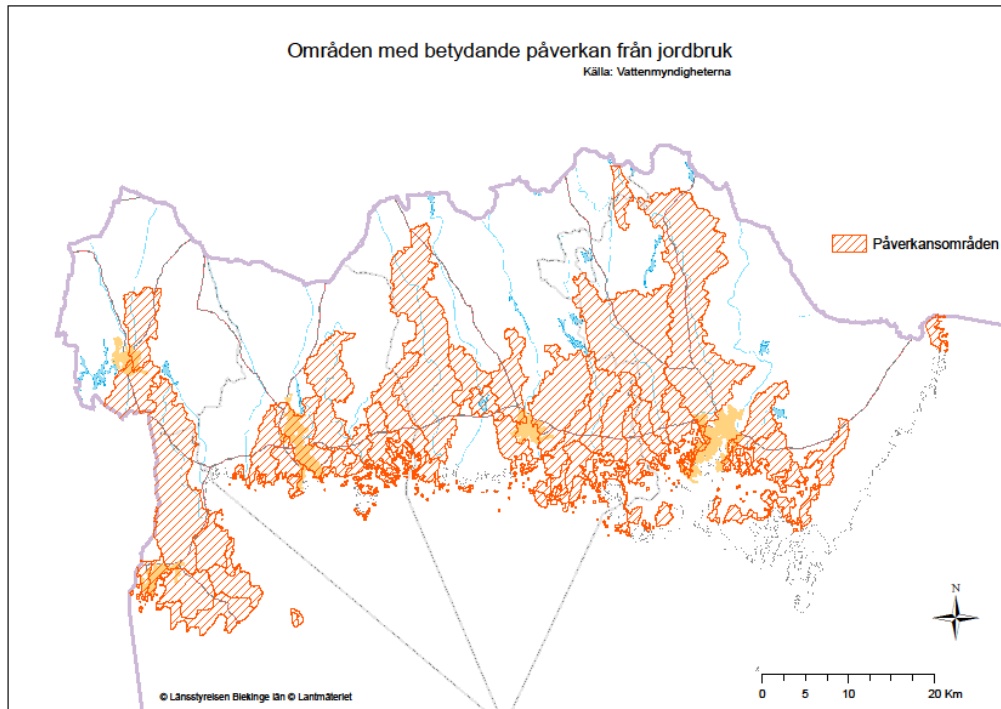 Områden med betydande påverkan från jordbruk
Källa: Vattenmyndigheterna
Påverkansområden
N
0 5 10 20 Km
© Länsstyrelsen Blekinge län © Lantmäteriet